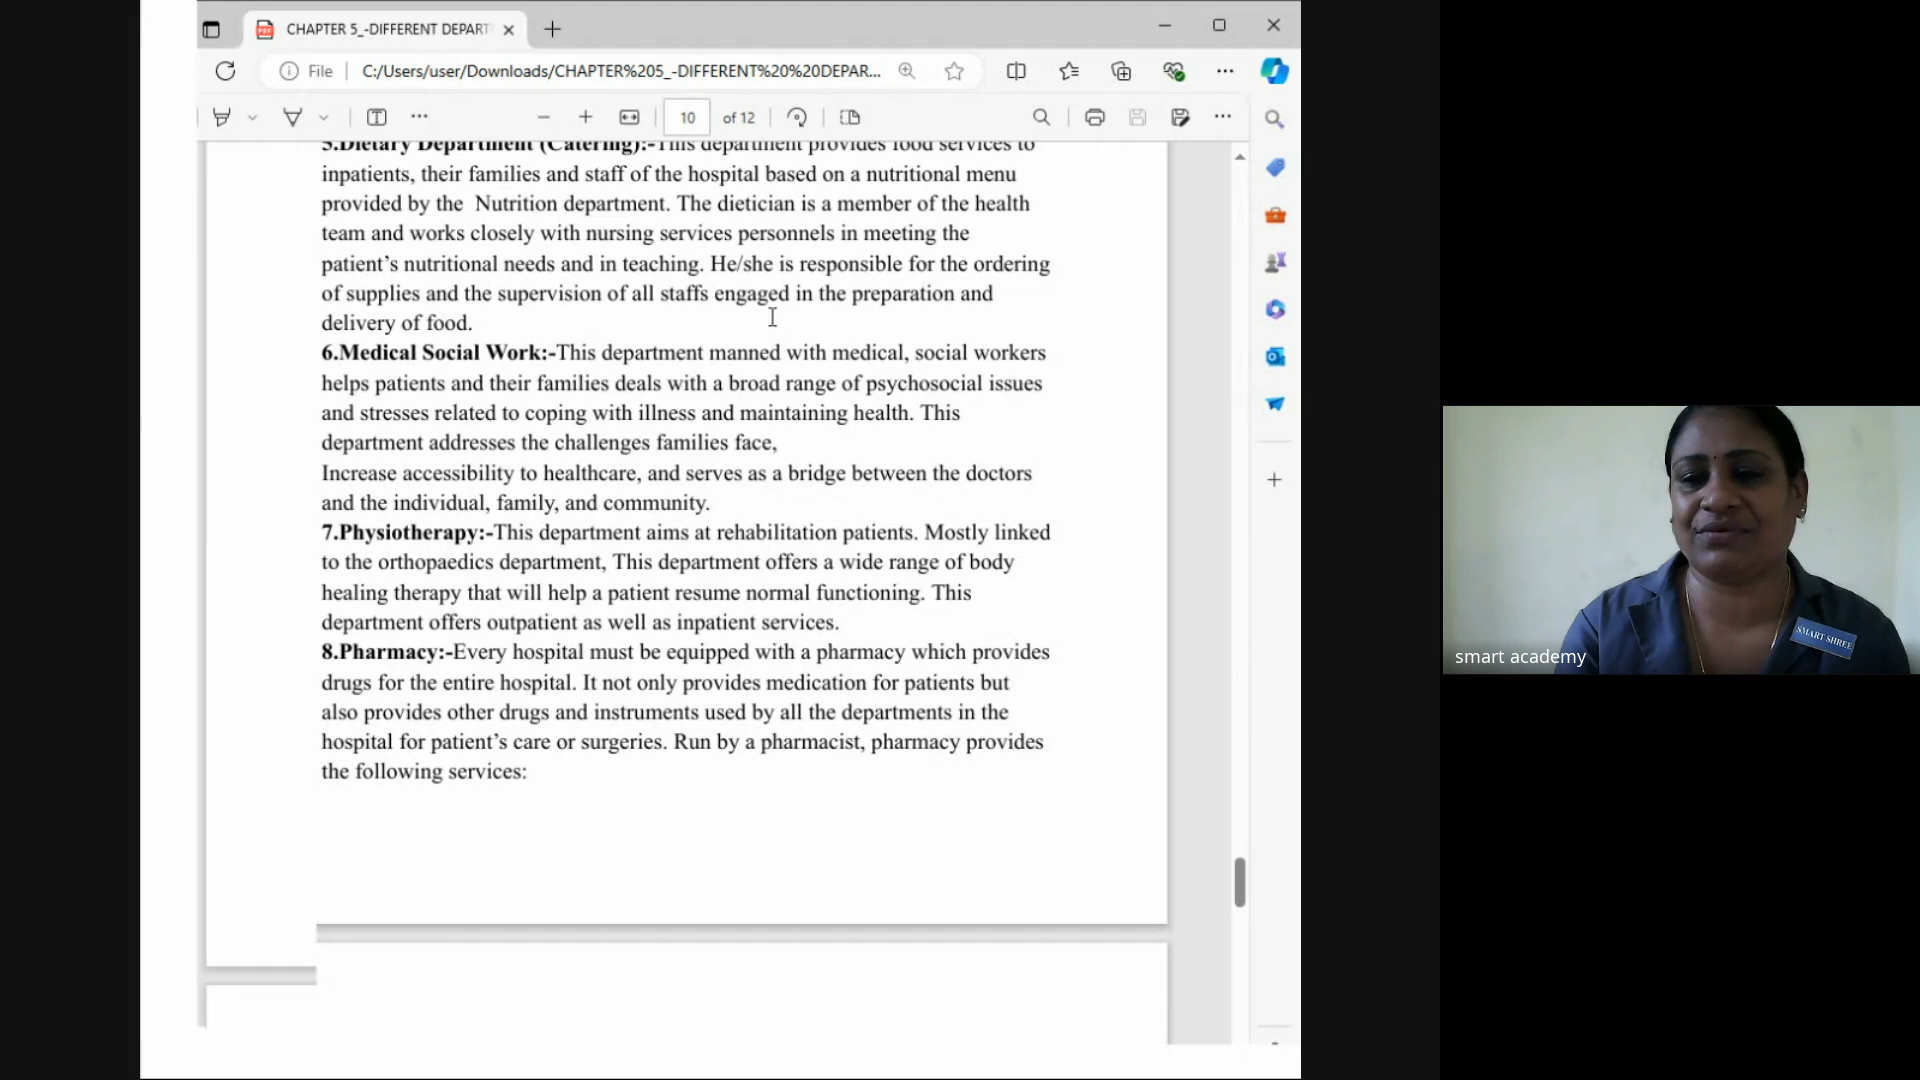 CHAPTER 5_-DIFFERENT DEPART
File
C:/Users/user/Downloads/CHAPTER%205_-DIFFERENT%20%20DEPAR...
10 of 12
5.Dietary Department (Catering):-This department provides food services to
inpatients, their families and staff of the hospital based on a nutritional menu
provided by the  Nutrition department. The dietician is a member of the health
team and works closely with nursing services personnels in meeting the
patient’s nutritional needs and in teaching. He/she is responsible for the ordering
of supplies and the supervision of all staffs engaged in the preparation and
delivery of food.
6.Medical Social Work:-This department manned with medical, social workers
helps patients and their families deals with a broad range of psychosocial issues
and stresses related to coping with illness and maintaining health. This
department addresses the challenges families face,
Increase accessibility to healthcare, and serves as a bridge between the doctors
and the individual, family, and community.
7.Physiotherapy:-This department aims at rehabilitation patients. Mostly linked
to the orthopaedics department, This department offers a wide range of body
healing therapy that will help a patient resume normal functioning. This
department offers outpatient as well as inpatient services.
8.Pharmacy:-Every hospital must be equipped with a pharmacy which provides
drugs for the entire hospital. It not only provides medication for patients but
also provides other drugs and instruments used by all the departments in the
hospital for patient’s care or surgeries. Run by a pharmacist, pharmacy provides
the following services:
SMART SHREE
smart academy